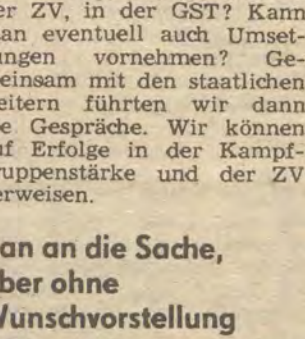 er ZV, in der GST? Kann
an eventuell auch Umset-
ungen vornehmen? Ge-
einsam mit den staatlichen
eitern führten wir dann
e Gespräche. Wir können
uf Erfolge in der Kampf-
ruppenstärke und der ZV
erweisen.
an an die Sache,
ber ohne
Wunschvorstellung